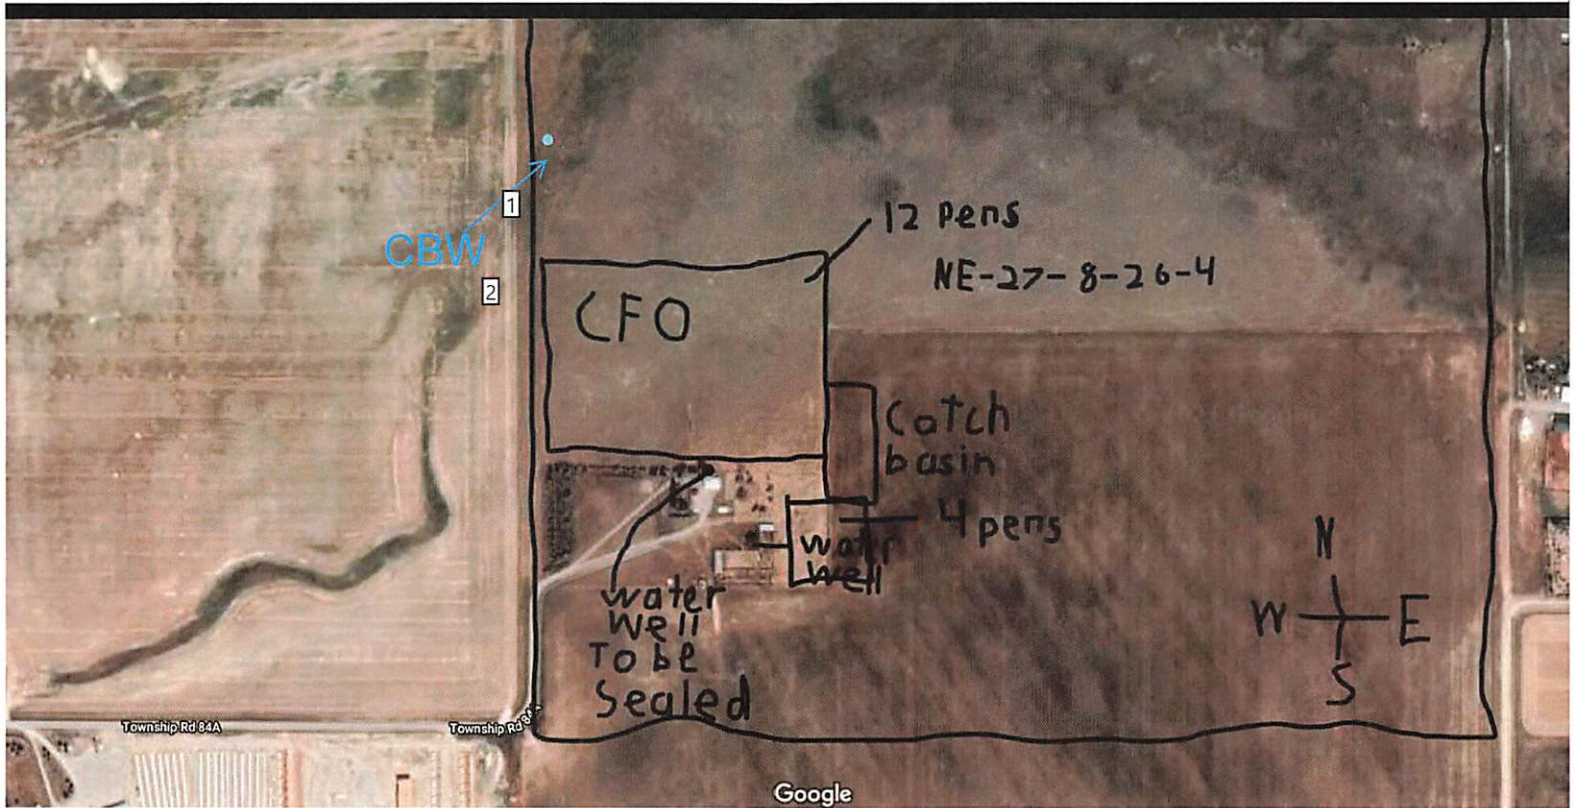 1
CBW
2
12 pens
NE-27-8-26-4
CFO
Catch
basin
4 pens
water
well
water
well
To be
Sealed
N
W E
S
Township Rd 84A
Township Rd 84A
Google